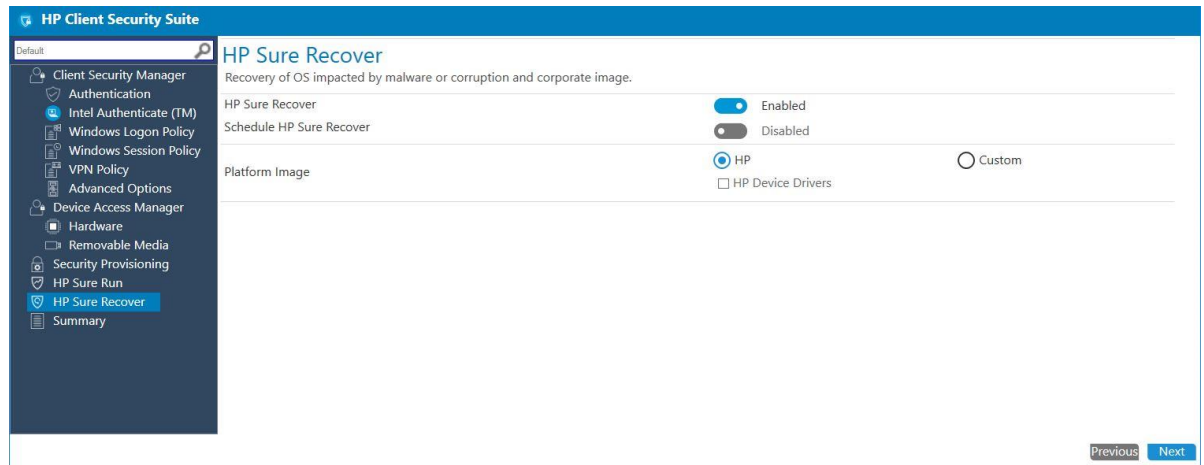 HP Client Security Suite
Default
Client Security Manager
Authentication
Intel Authenticate (TM)
Windows Logon Policy
Windows Session Policy
VPN Policy
Advanced Options
Device Access Manager
Hardware
Removable Media
Security Provisioning
HP Sure Run
HP Sure Recover
Summary
HP Sure Recover
Recovery of OS impacted by malware or corruption and corporate image.
HP Sure Recover Enabled
Schedule HP Sure Recover Disabled
Platform Image HP Custom
HP Device Drivers
Previous Next